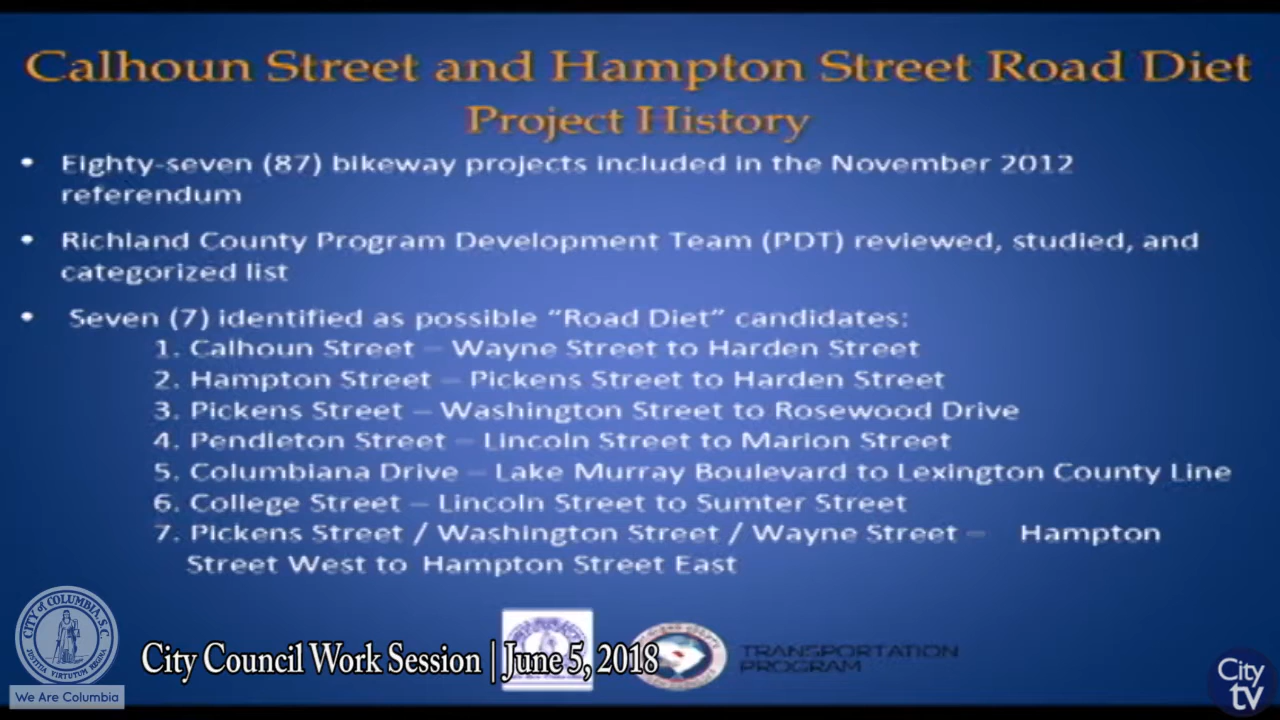 Calhoun Street and Hampton Street Road Diet
Project History
• Eighty-seven (87) bikeway projects included in the November 2012
referendum
• Richland County Program Development Team (PDT) reviewed, studied, and
categorized list
• Seven (7) identified as possible “Road Diet” candidates:
1. Calhoun Street – Wayne Street to Harden Street
2. Hampton Street – Pickens Street to Harden Street
3. Pickens Street – Washington Street to Rosewood Drive
4. Pendleton Street – Lincoln Street to Marion Street
5. Columbiana Drive – Lake Murray Boulevard to Lexington County Line
6. College Street – Lincoln Street to Sumter Street
7. Pickens Street / Washington Street / Wayne Street – Hampton
Street West to Hampton Street East
CITY of COLUMBIA, S.C.
JUSTITIA VIRTUTUM REGINA
We Are Columbia
City Council Work Session | June 5, 2018
TRANSPORTATION
PROGRAM
City
tv